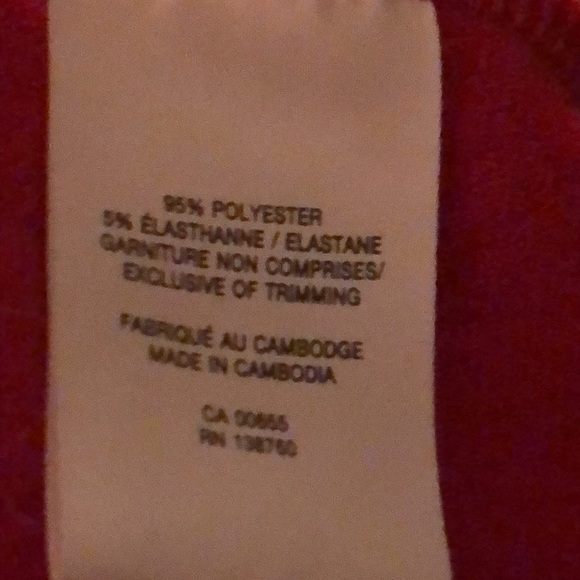 95% POLYESTER
5% ÉLASTHANNE / ELASTANE
GARNITURE NON COMPRISES/
EXCLUSIVE OF TRIMMING
FABRIQUÉ AU CAMBODGE
MADE IN CAMBODIA
CA
RN